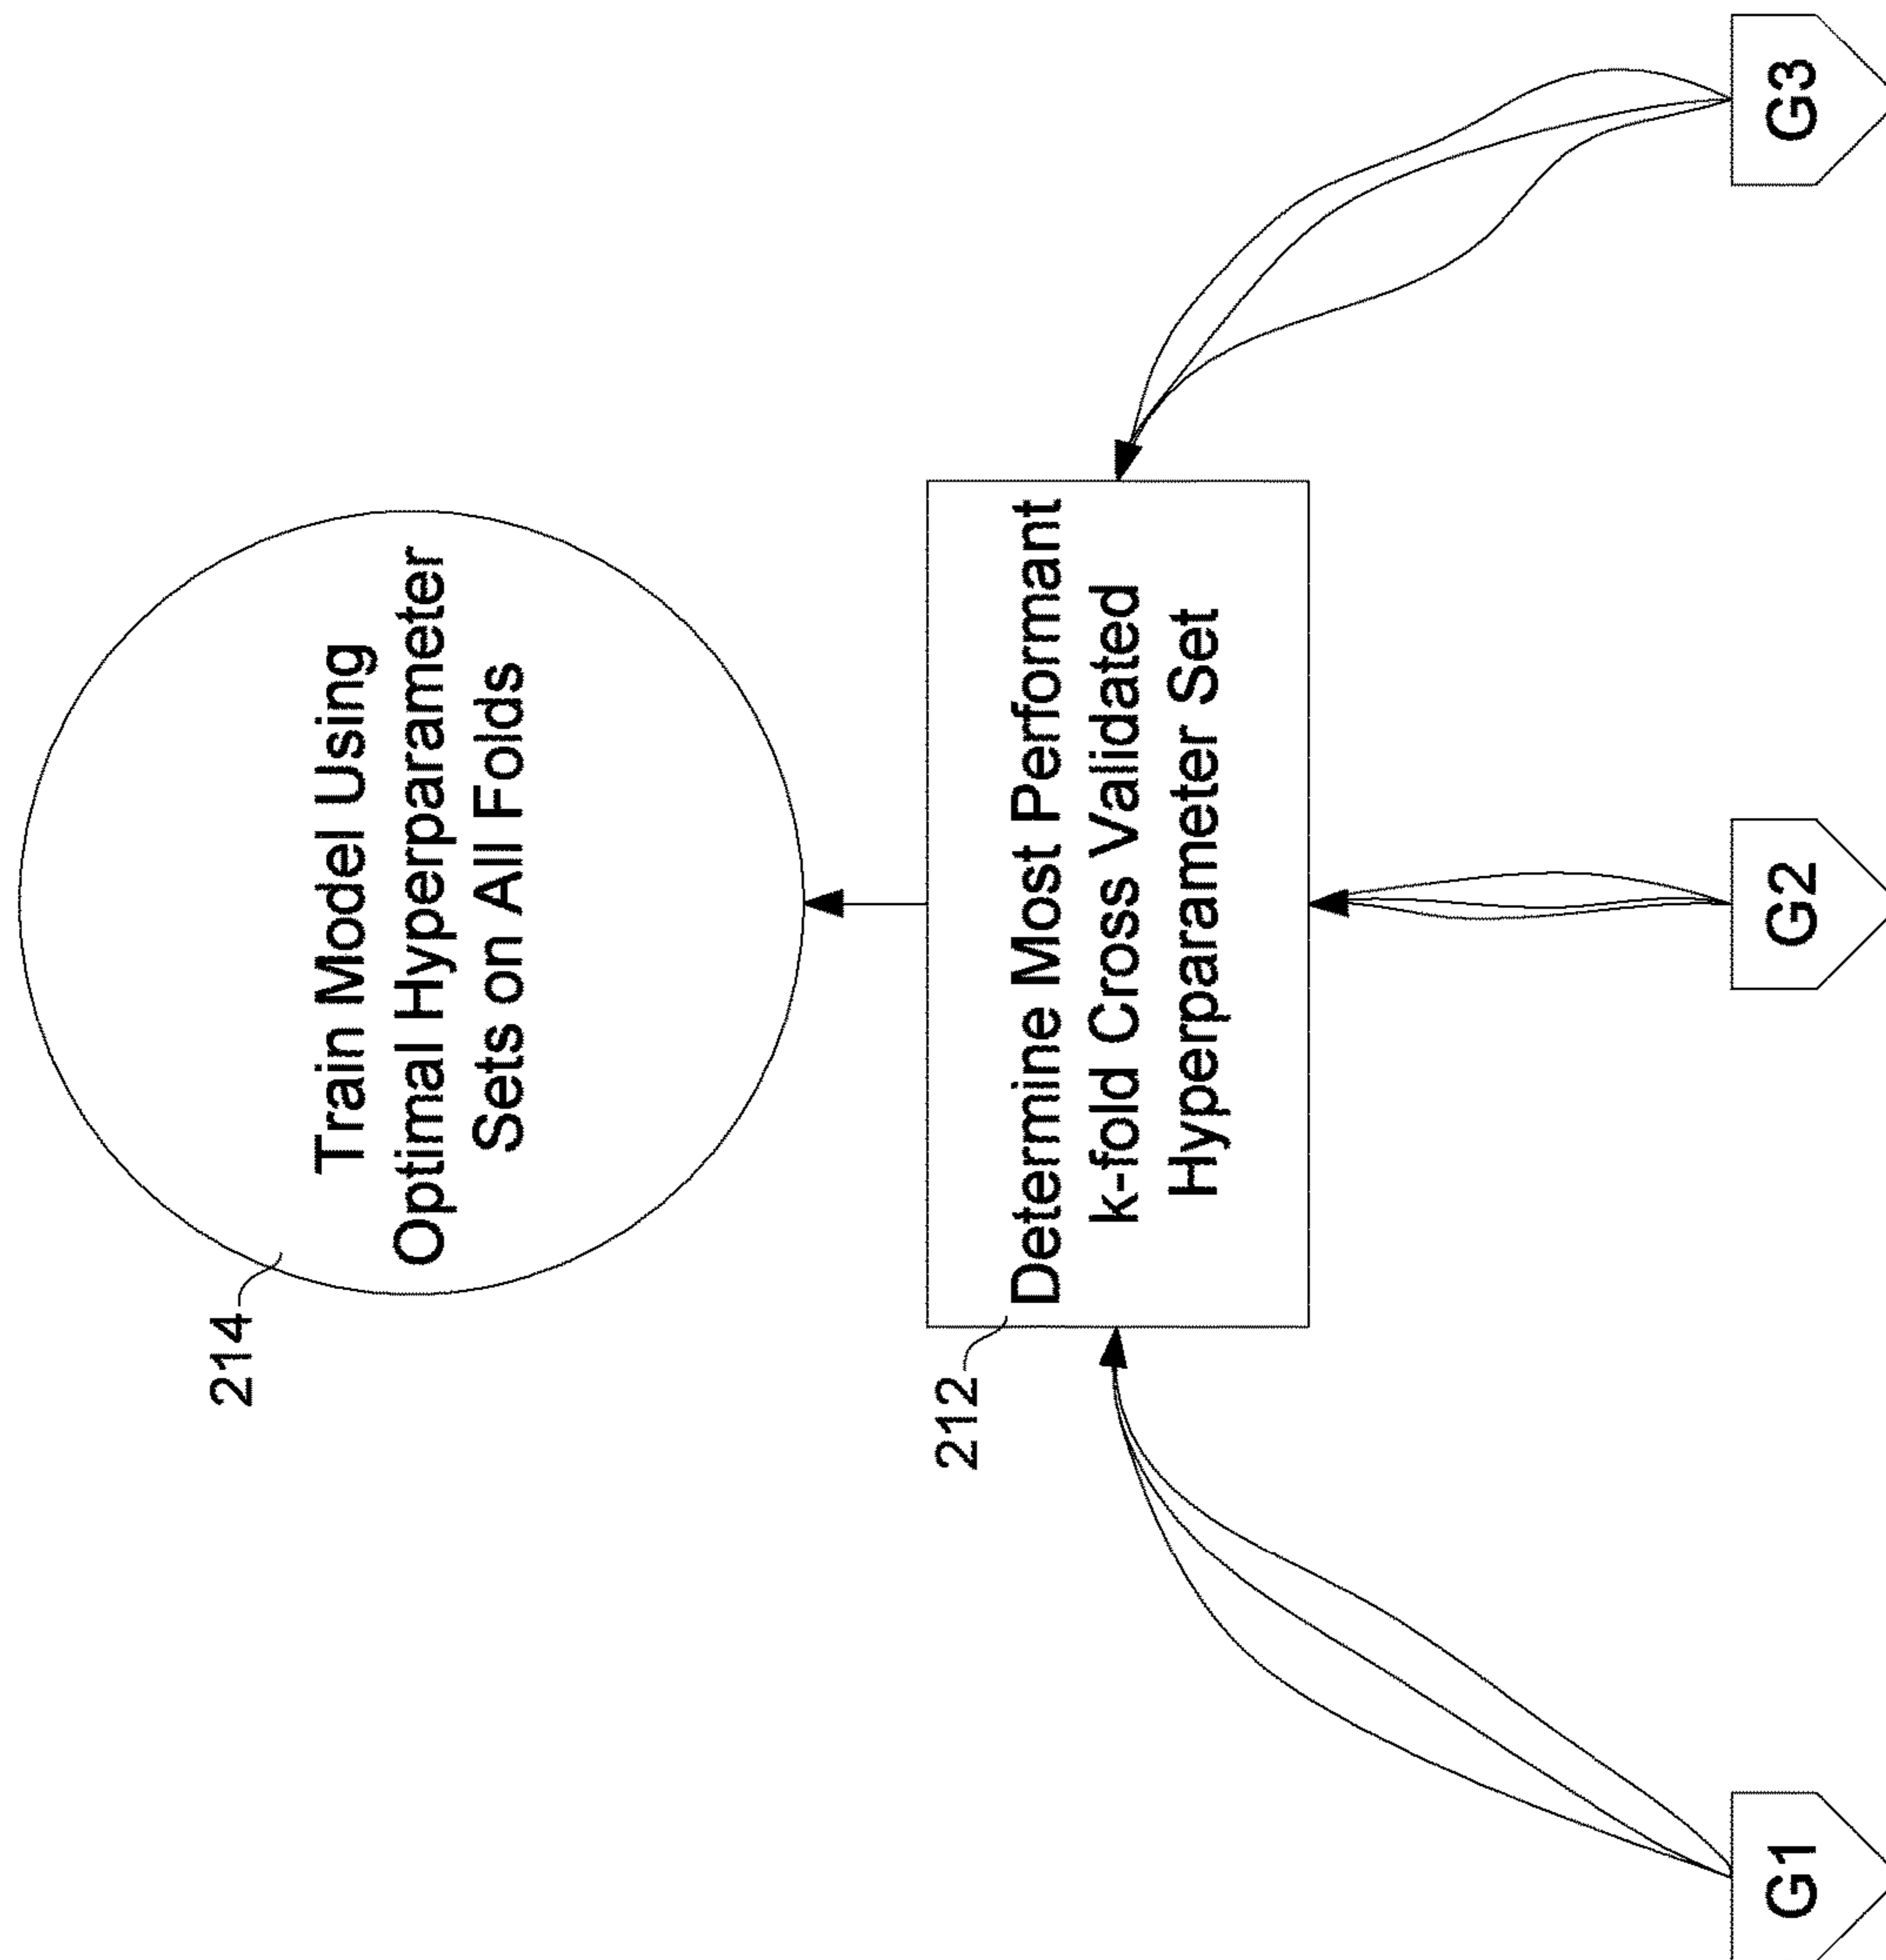 214
Train Model Using
Optimal Hyperparameter
Sets on All Folds
212
Determine Most Performant
k-fold Cross Validated
Hyperparameter Set
G1
G2
G3